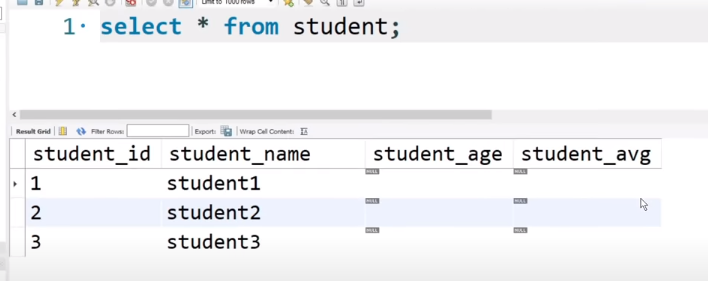 Limit to 1000 rows
1 select * from student;
Result Grid Filter Rows: Export: Wrap Cell Content:
student_id student_name student_age student_avg
1 student1 NULL NULL
2 student2 NULL NULL
3 student3 NULL NULL